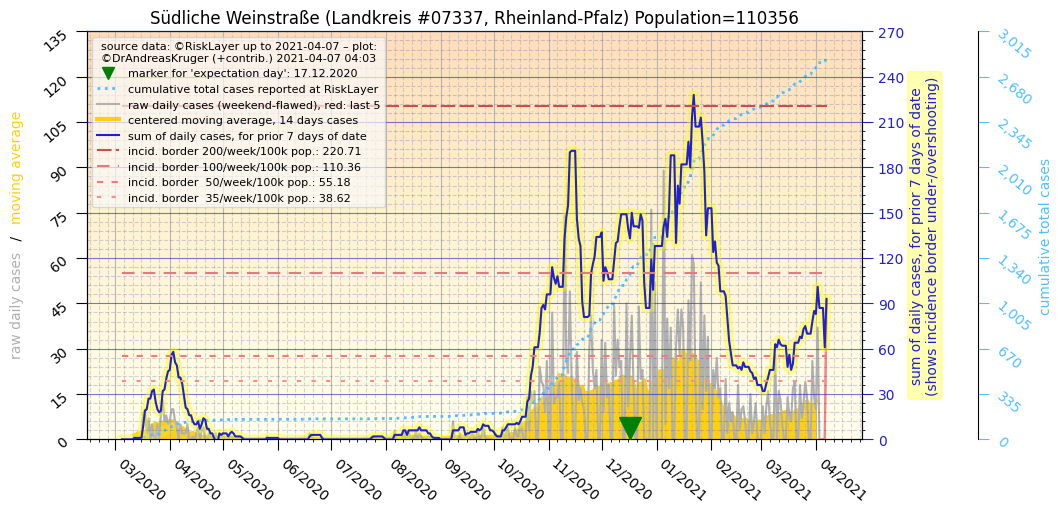 Südliche Weinstraße (Landkreis #07337, Rheinland-Pfalz) Population=110356
source data: ©RiskLayer up to 2021-04-07 – plot:
©DrAndreasKruger (+contrib.) 2021-04-07 04:03
marker for 'expectation day': 17.12.2020
cumulative total cases reported at RiskLayer
raw daily cases (weekend-flawed), red: last 5
centered moving average, 14 days cases
sum of daily cases, for prior 7 days of date
incid. border 200/week/100k pop.: 220.71
incid. border 100/week/100k pop.: 110.36
incid. border  50/week/100k pop.: 55.18
incid. border  35/week/100k pop.: 38.62
raw daily cases / moving average
135
120
105
90
75
60
45
30
15
0
03/2020
04/2020
05/2020
06/2020
07/2020
08/2020
09/2020
10/2020
11/2020
12/2020
01/2021
02/2021
03/2021
04/2021
270
240
210
180
150
120
90
60
30
0
sum of daily cases, for prior 7 days of date
(shows incidence border under-/overshooting)
3,015
2,680
2,345
2,010
1,675
1,340
1,005
670
335
0
cumulative total cases